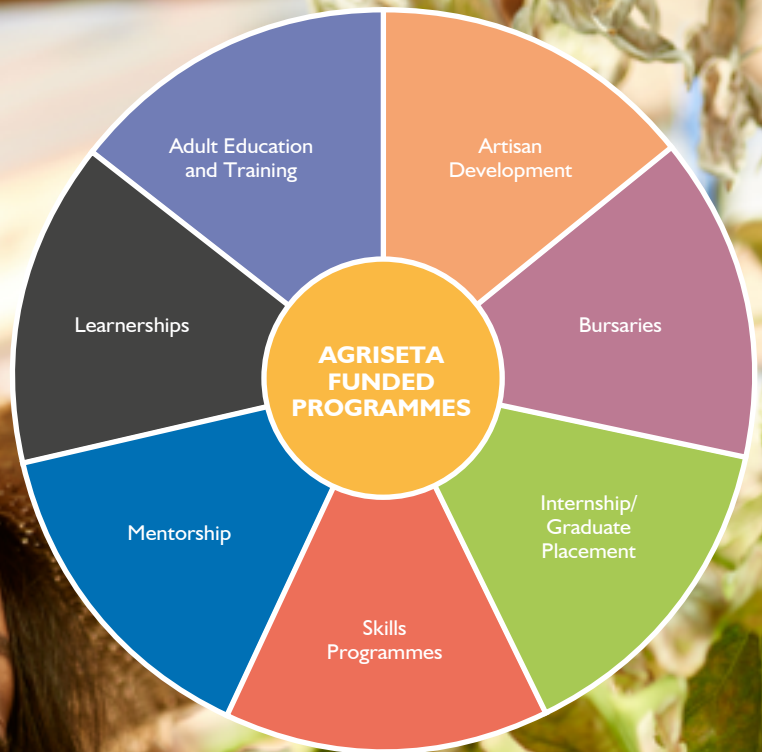 Adult Education
and Training
Artisan
Development
Learnerships
Bursaries
AGRISETA
FUNDED
PROGRAMMES
Mentorship
Internship/
Graduate
Placement
Skills
Programmes